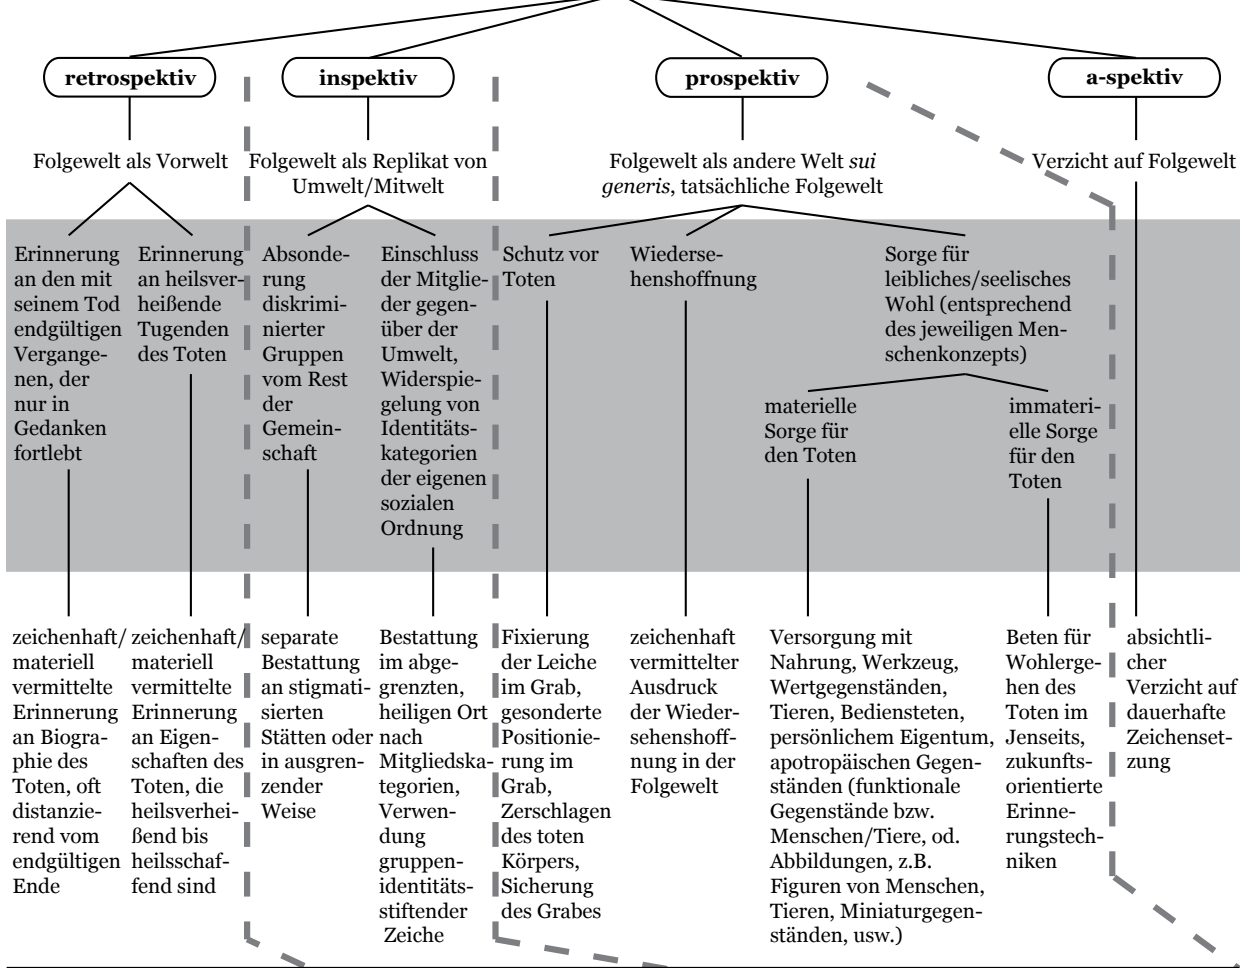 retrospektiv
inspektiv
prospektiv
a-spektiv
Folgewelt als Vorwelt
Folgewelt als Replikat von
Umwelt/Mitwelt
Folgewelt als andere Welt sui
generis, tatsächliche Folgewelt
Verzicht auf Folgewelt
Erinnerung
an den mit
seinem Tod
endgültigen
Vergange-
nen, der
nur in
Gedanken
fortlebt
Erinnerung
an heilsver-
heißende
Tugenden
des Toten
Absonde-
rung
diskrimi-
nierter
Gruppen
vom Rest
der
Gemein-
schaft
Einschluss
der Mitglie-
der gegen-
über der
Umwelt,
Widerspie-
gelung von
Identitäts-
kategorien
der eigenen
sozialen
Ordnung
Schutz vor
Toten
Wiederse-
henshoffnung
Sorge für
leibliches/seelisches
Wohl (entsprechend
des jeweiligen Men-
schenkonzepts)
materielle
Sorge für
den Toten
immateri-
elle Sorge
für den
Toten
zeichenhaft/
materiell
vermittelte
Erinnerung
an Biogra-
phie des
Toten, oft
distanzie-
rend vom
endgültigen
Ende
zeichenhaft/
materiell
vermittelte
Erinnerung
an Eigen-
schaften des
Toten, die
heilsverhei-
ßend bis
heilsschaf-
fend sind
separate
Bestattung
an stigmati-
sierten
Stätten oder
in ausgren-
zender
Weise
Bestattung
im abge-
grenzten,
heiligen Ort
nach
Mitgliedska-
tegorien,
Verwen-
dung
gruppen-
identitäts-
stiftender
Zeiche
Fixierung
der Leiche
im Grab,
gesonderte
Positionie-
rung im
Grab,
Zerschlagen
des toten
Körpers,
Sicherung
des Grabes
zeichenhaft
vermittelter
Ausdruck
der Wieder-
sehenshoff-
nung in der
Folgewelt
Versorgung mit
Nahrung, Werkzeug,
Wertgegenständen,
Tieren, Bediensteten,
persönlichem Eigentum,
apotropäischen Gegen-
ständen (funktionale
Gegenstände bzw.
Menschen/Tiere, od.
Abbildungen, z.B.
Figuren von Menschen,
Tieren, Miniaturgegen-
ständen, usw.)
Beten für
Wohlerge-
hen des
Toten im
Jenseits,
zukunfts-
orientierte
Erinne-
rungstech-
niken
absichtli-
cher
Verzicht auf
dauerhafte
Zeichenset-
zung